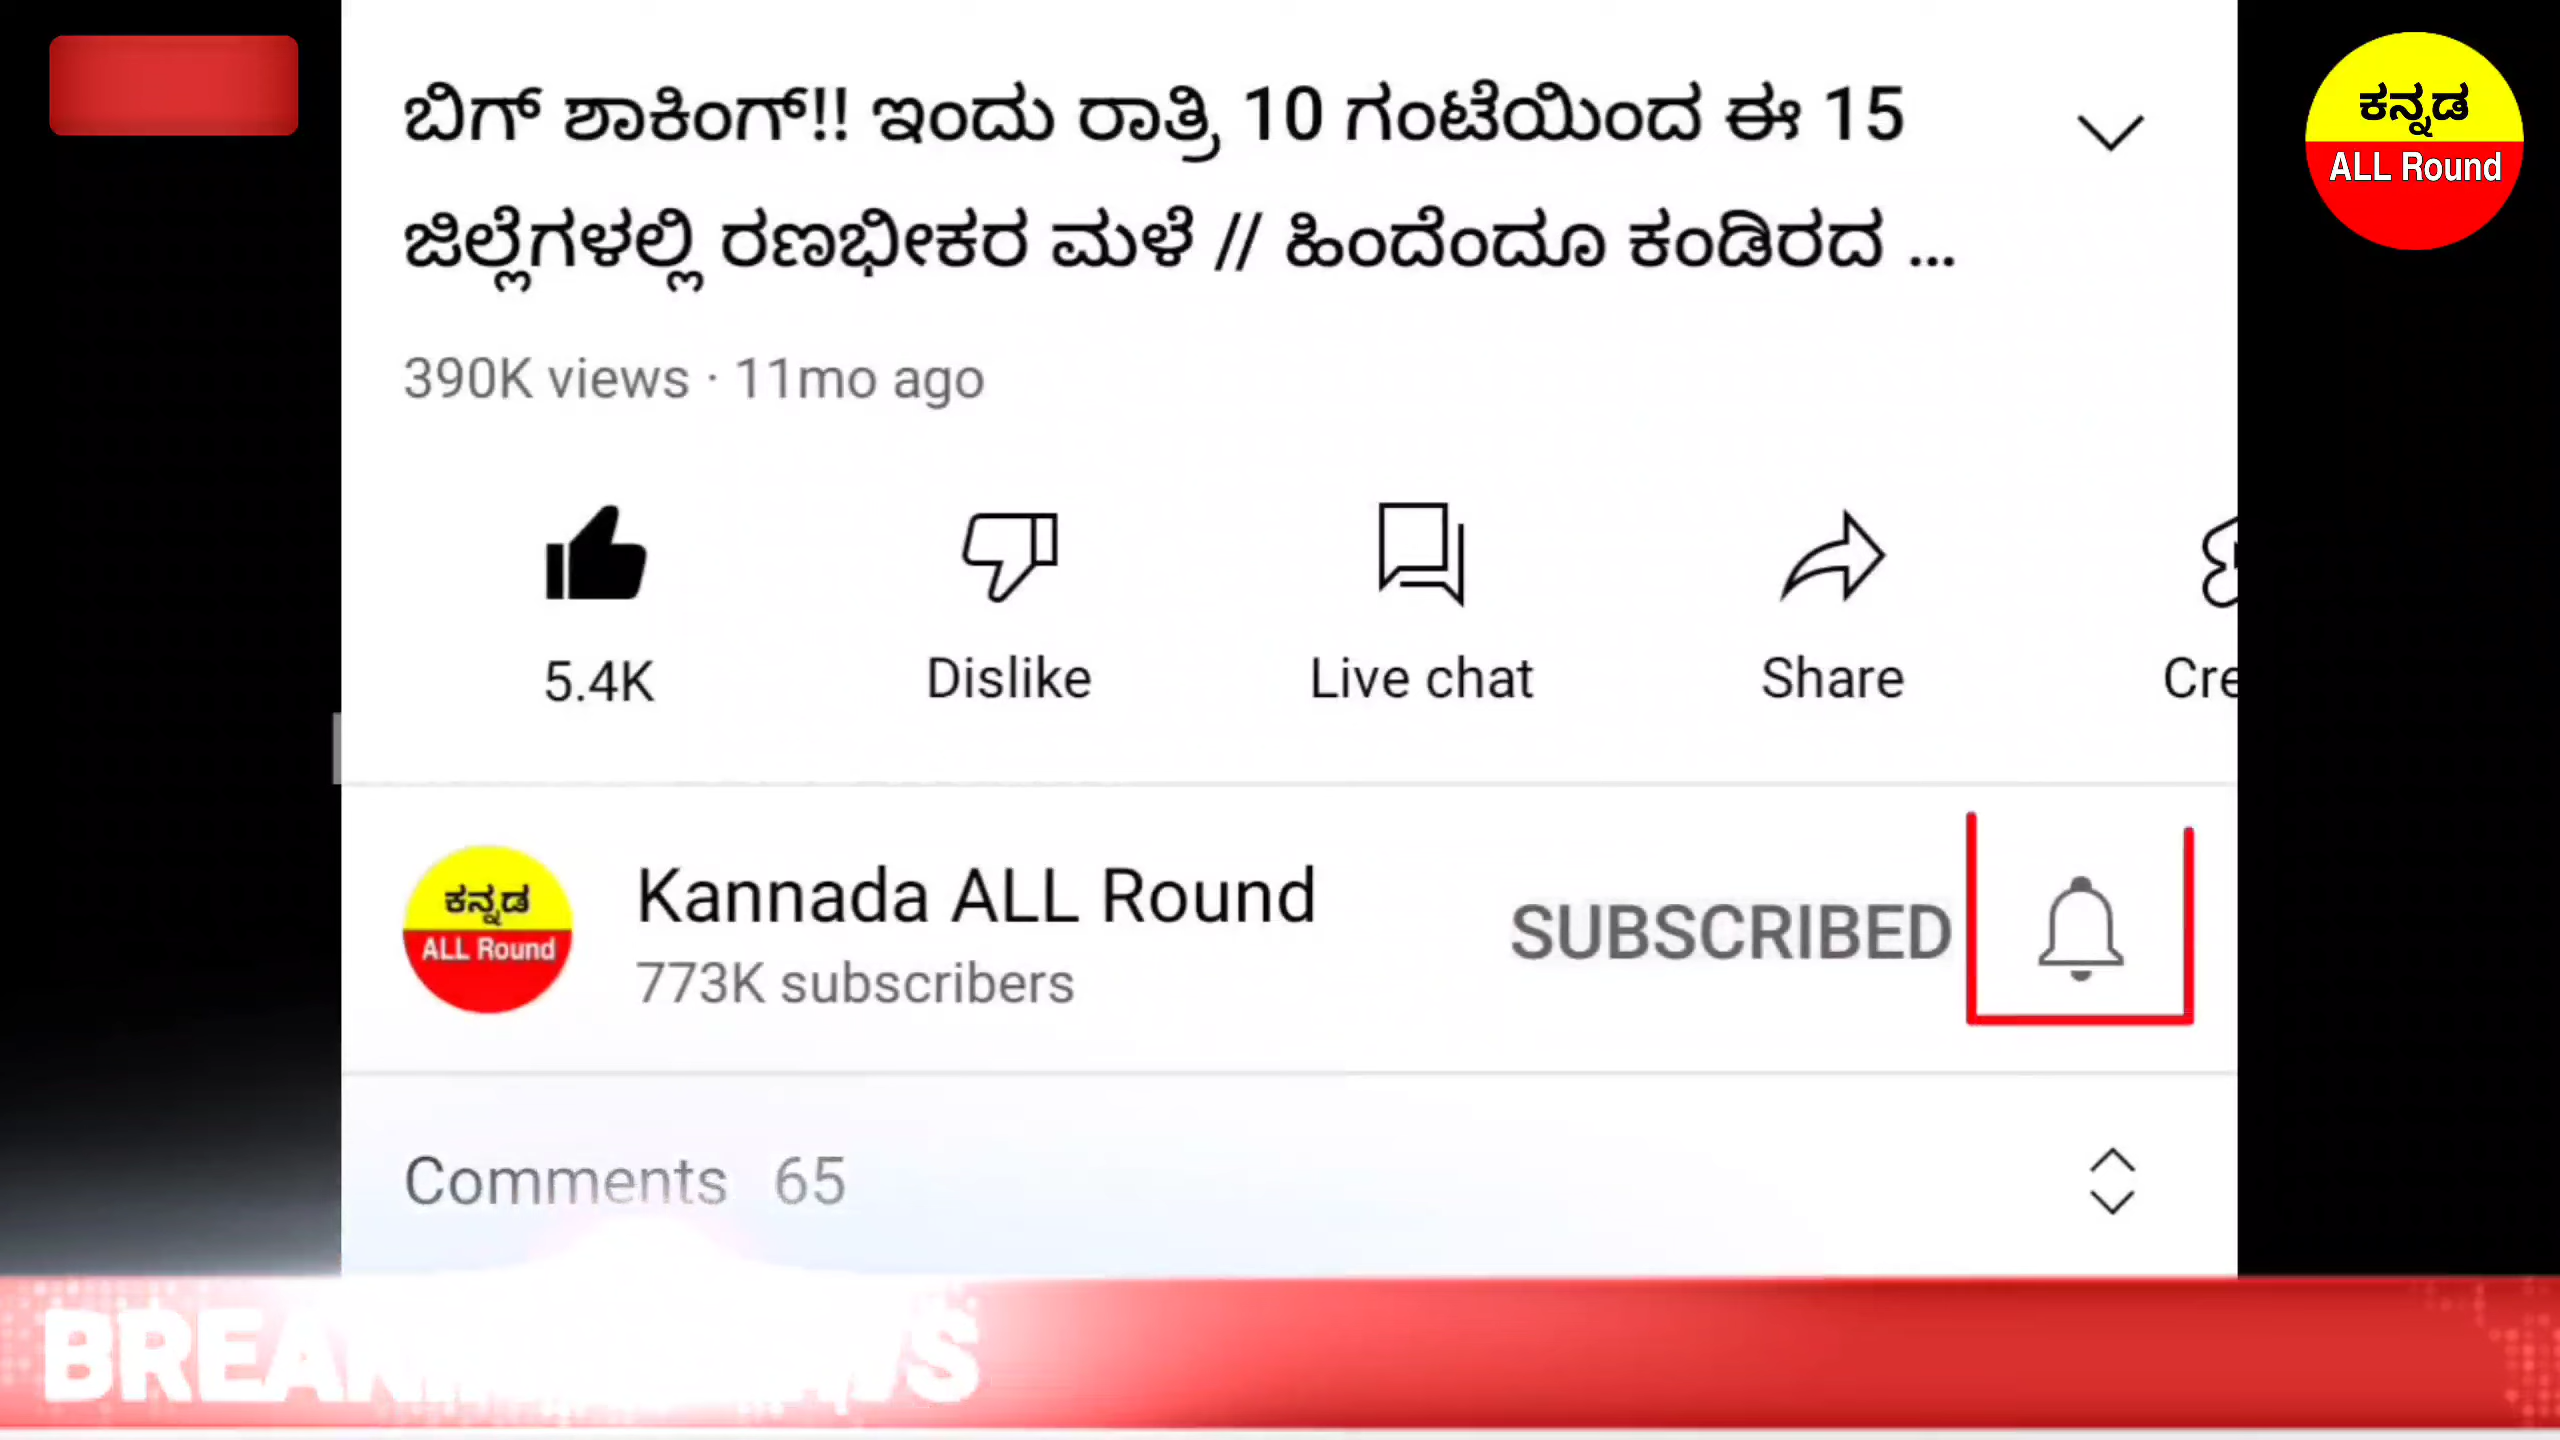 ಬಿಗ್ ಶಾಕಿಂಗ್!! ಇಂದು ರಾತ್ರಿ 10 ಗಂಟೆಯಿಂದ ಈ 15
ಜಿಲ್ಲೆಗಳಲ್ಲಿ ರಣಭೀಕರ ಮಳೆ // ಹಿಂದೆಂದೂ ಕಂಡಿರದ ...
390K views · 11mo ago
5.4K Dislike Live chat Share
ಕನ್ನಡ
ALL Round
ಕನ್ನಡ
ALL Round
Kannada ALL Round
773K subscribers
SUBSCRIBED
Comments 65